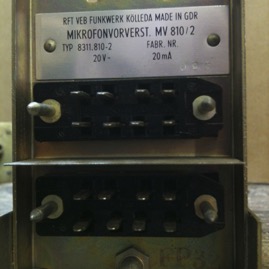 RFT VEB FUNKWERK KÖLLEDA MADE IN GDR
MIKROFONVORVERST. MV 810/2
TYP 8311.810-2 FABR. NR.
20V- 20mA